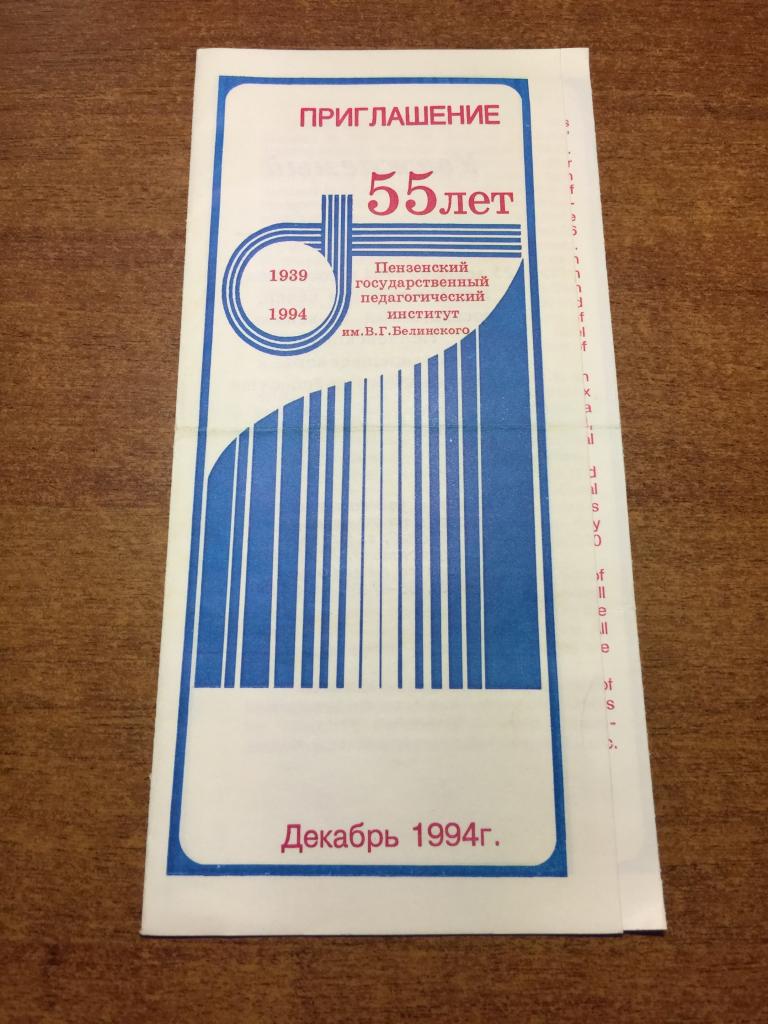 ПРИГЛАШЕНИЕ
55лет
1939
1994
Пензенский
государственный
педагогический
институт
им.В.Г.Белинского
Декабрь 1994г.